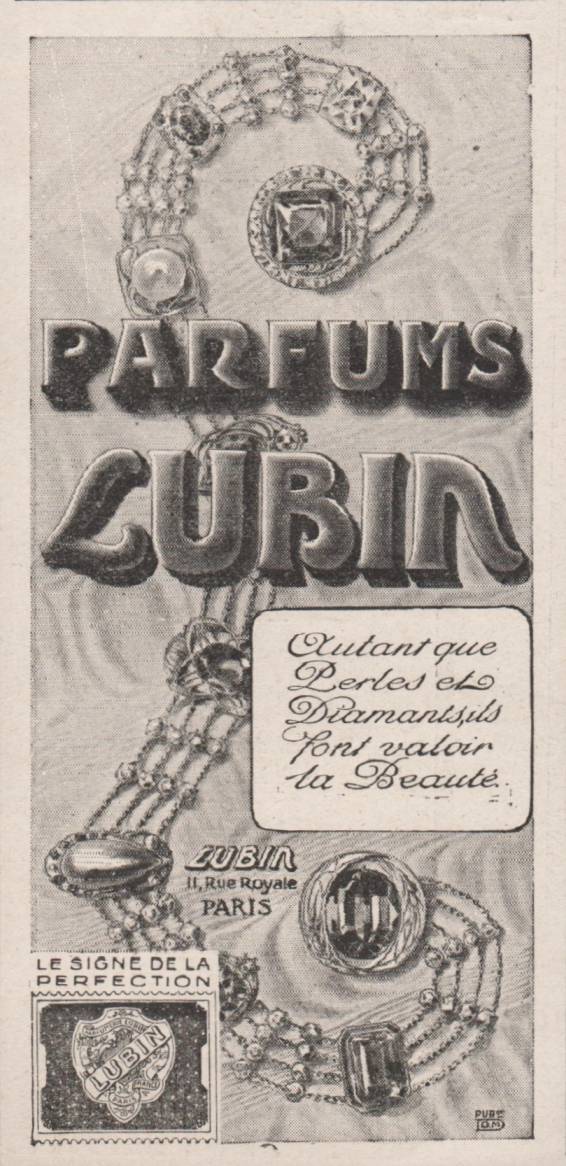 PARFUMS
LUBIN
Autant que
Perles et
Diamants, ils
font valoir
la Beauté.
LUBIN
11, Rue Royale
PARIS
LE SIGNE DE LA
PERFECTION
LUBIN
PARIS
PUBté
D.M